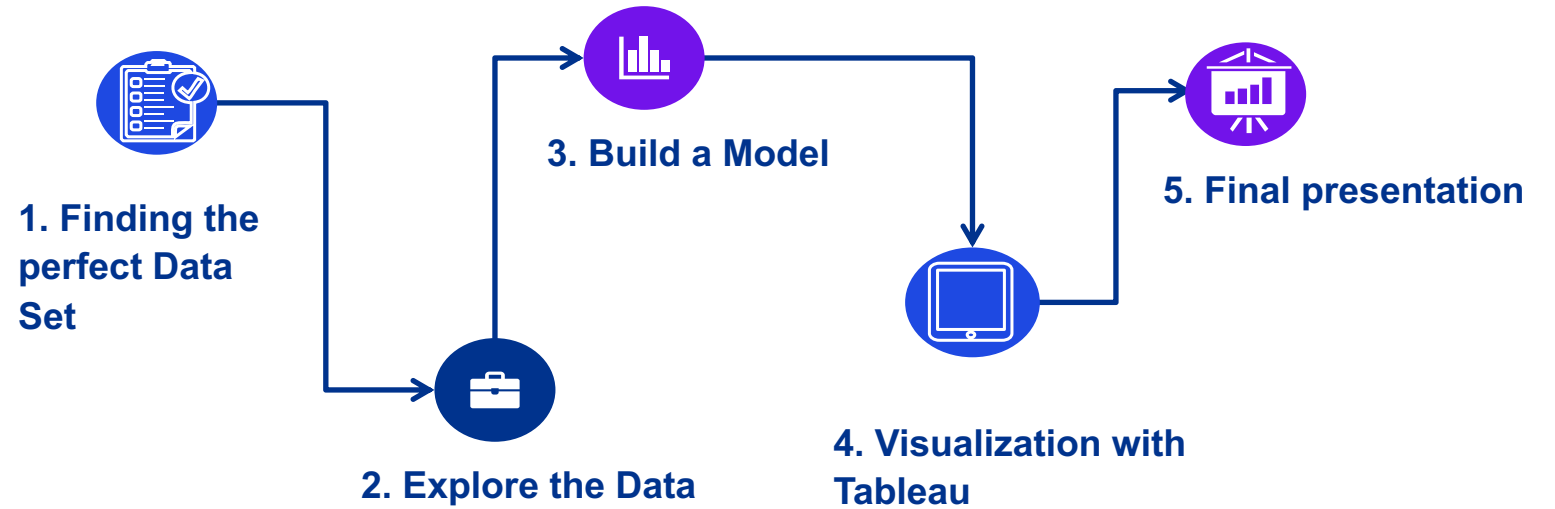 1. Finding the
perfect Data
Set
2. Explore the Data
3. Build a Model
4. Visualization with
Tableau
5. Final presentation